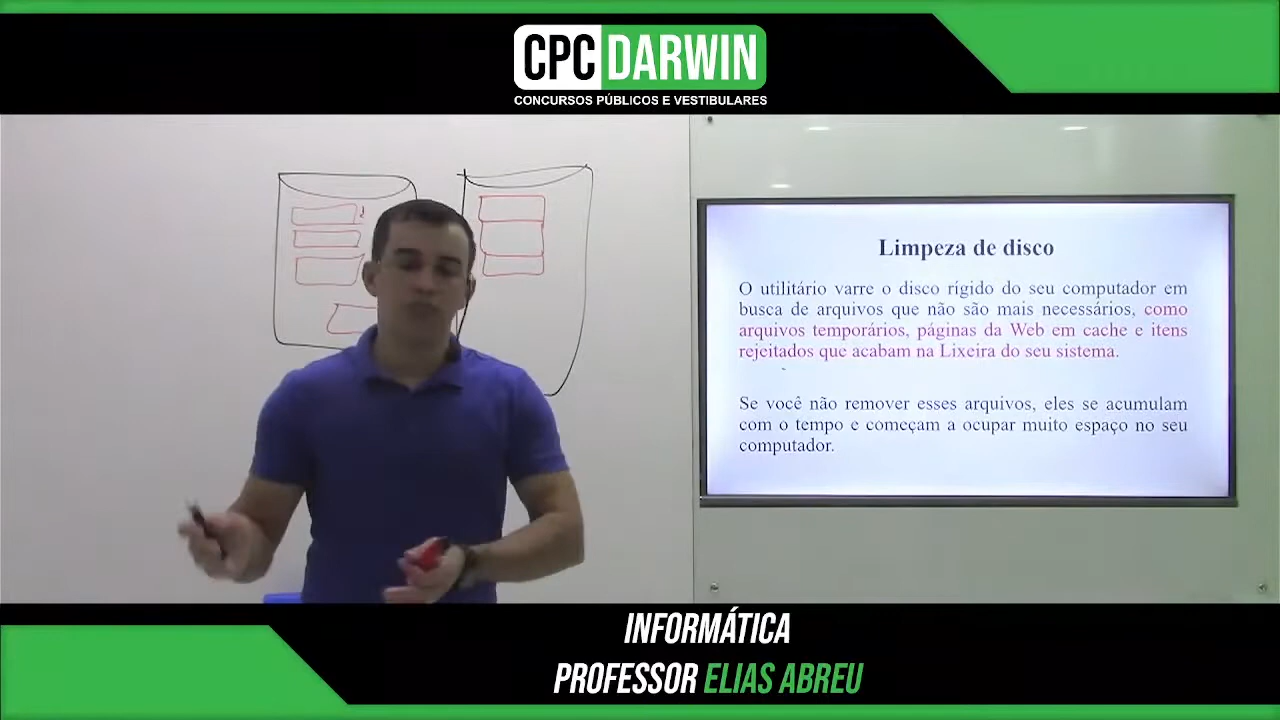 CPC DARWIN
CONCURSOS PÚBLICOS E VESTIBULARES
Limpeza de disco
O utilitário varre o disco rígido do seu computador em
busca de arquivos que não são mais necessários, como
arquivos temporários, páginas da Web em cache e itens
rejeitados que acabam na Lixeira do seu sistema.
Se você não remover esses arquivos, eles se acumulam
com o tempo e começam a ocupar muito espaço no seu
computador.
INFORMÁTICA
PROFESSOR ELIAS ABREU